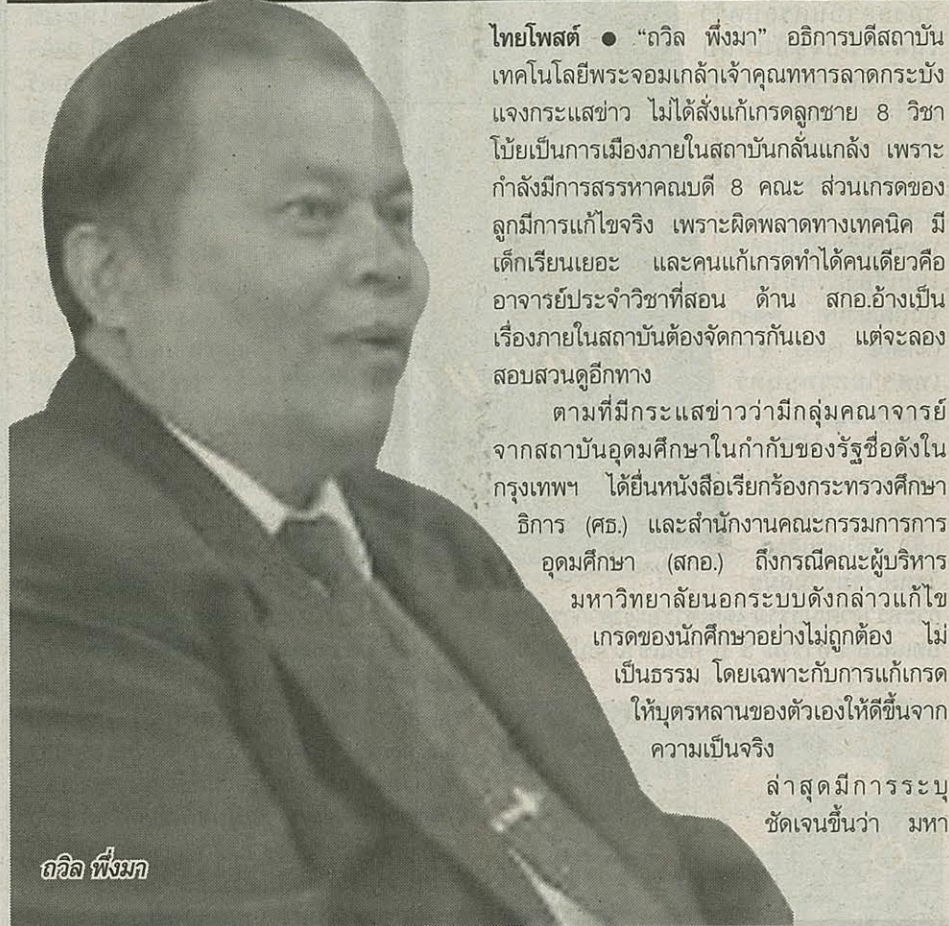 ไทยโพสต์ ● “ถวิล พึ่งมา” อธิการบดีสถาบัน
เทคโนโลยีพระจอมเกล้าเจ้าคุณทหารลาดกระบัง
แจงกระแสข่าว ไม่ได้สั่งแก้เกรดลูกชาย 8 วิชา
โบ้ยเป็นการเมืองภายในสถาบันกลั่นแกล้ง เพราะ
กำลังมีการสรรหาคณบดี 8 คณะ ส่วนเกรดของ
ลูกมีการแก้ไขจริง เพราะผิดพลาดทางเทคนิค มี
เด็กเรียนเยอะ และคนแก้เกรดทำได้คนเดียวคือ
อาจารย์ประจำวิชาที่สอน ด้าน สกอ.อ้างเป็น
เรื่องภายในสถาบันต้องจัดการกันเอง แต่จะลอง
สอบสวนดูอีกทาง
ตามที่มีกระแสข่าวว่ามีกลุ่มคณาจารย์
จากสถาบันอุดมศึกษาในกำกับของรัฐชื่อดังใน
กรุงเทพฯ ได้ยื่นหนังสือเรียกร้องกระทรวงศึกษา
ธิการ (ศธ.) และสำนักงานคณะกรรมการการ
อุดมศึกษา (สกอ.) ถึงกรณีคณะผู้บริหาร
มหาวิทยาลัยนอกระบบดังกล่าวแก้ไข
เกรดของนักศึกษาอย่างไม่ถูกต้อง ไม่
เป็นธรรม โดยเฉพาะกับการแก้เกรด
ให้บุตรหลานของตัวเองให้ดีขึ้นจาก
ความเป็นจริง
ล่าสุดมีการระบุ
ชัดเจนขึ้นว่า มหา
ถวิล พึ่งมา